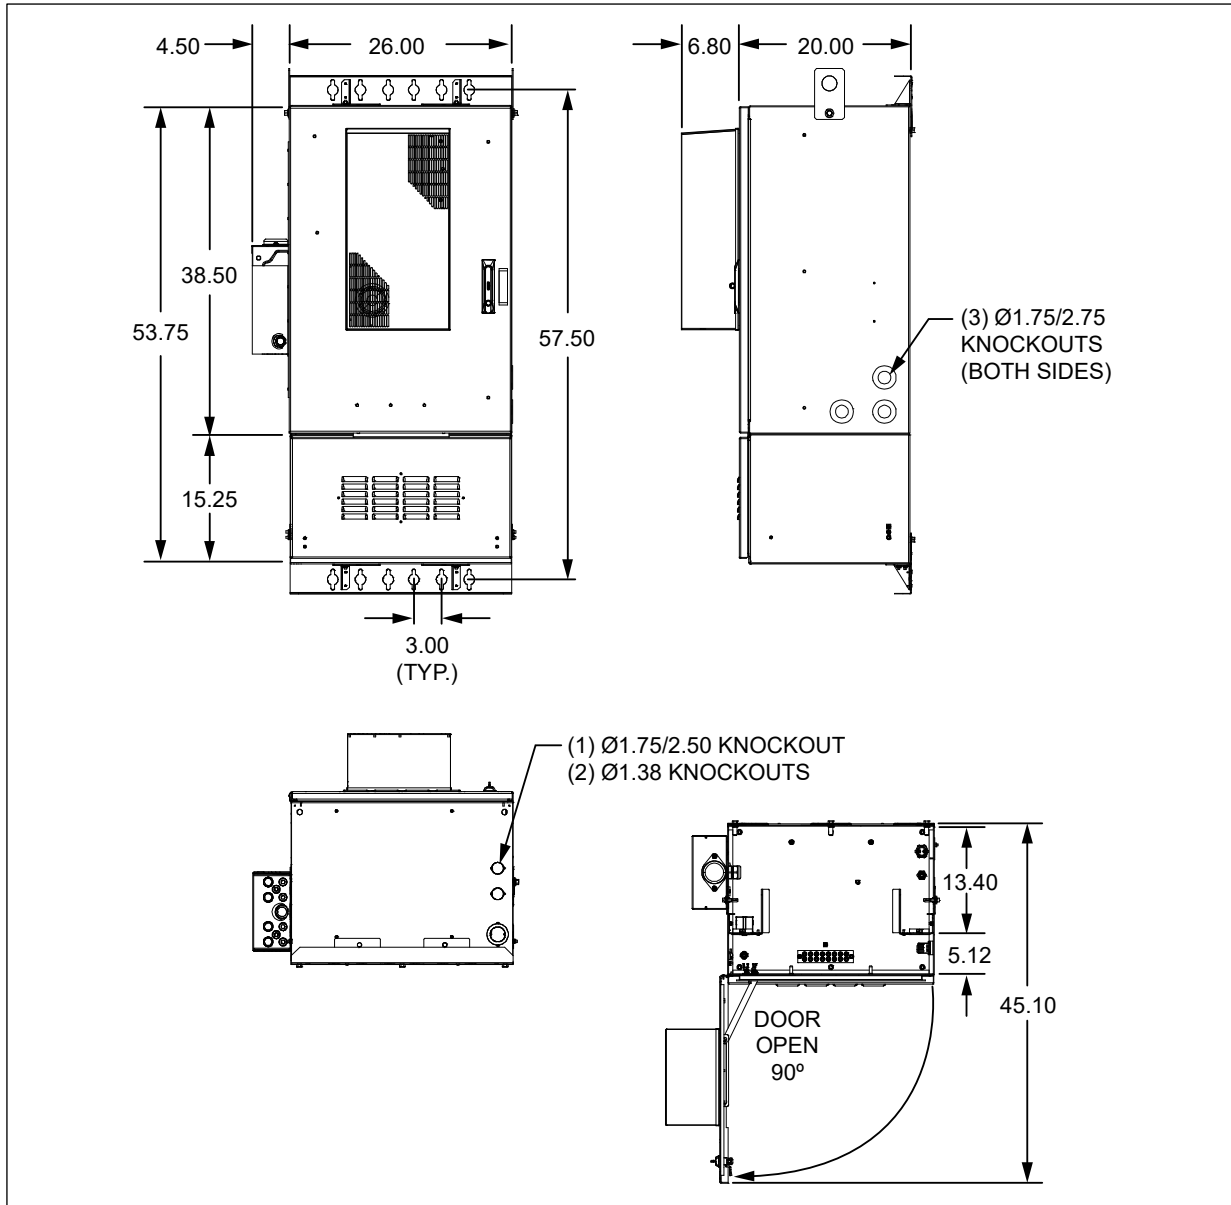 4.50
26.00
6.80
20.00
38.50
53.75
57.50
15.25
3.00
(TYP.)
(3) Ø1.75/2.75
KNOCKOUTS
(BOTH SIDES)
(1) Ø1.75/2.50 KNOCKOUT
(2) Ø1.38 KNOCKOUTS
13.40
5.12
45.10
DOOR
OPEN
90º